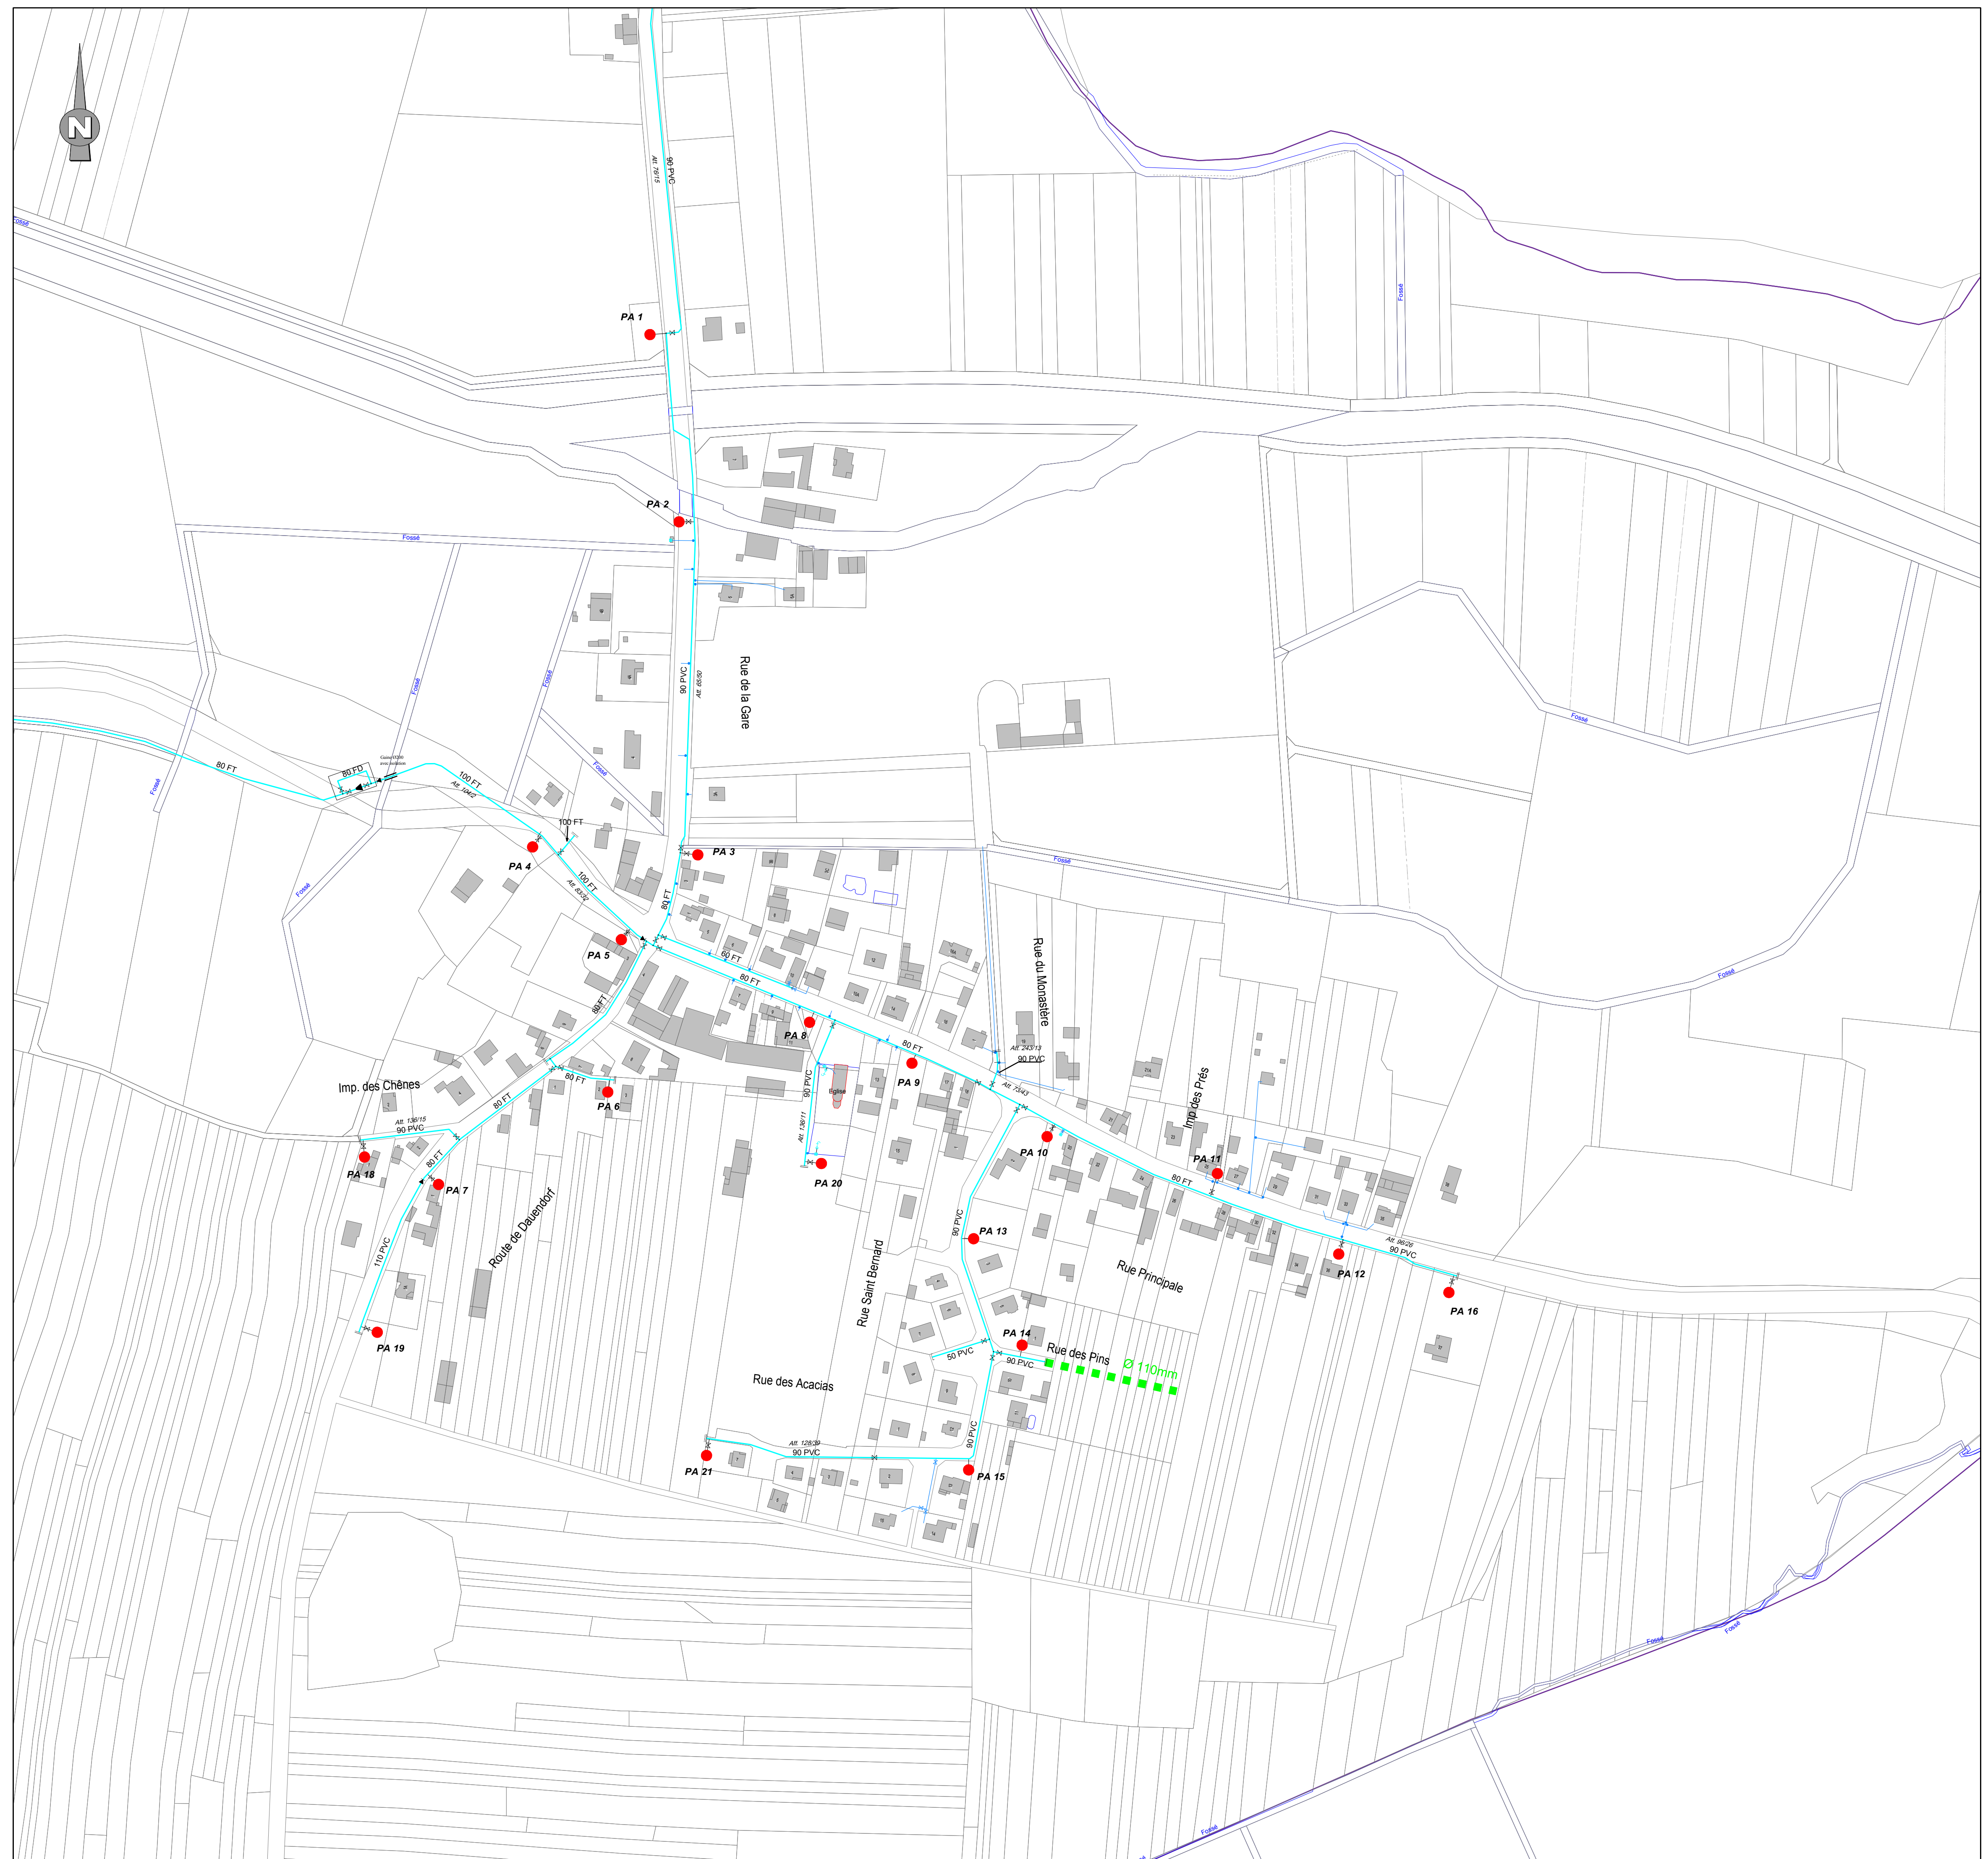 N
Fossé
Att. 78/15
90 PVC
Fossé
PA 1
PA 2
Fossé
Fossé
Fossé
90 PVC
Att. 65/50
Rue de la Gare
Fossé
Fossé
80 FT
80 FD
Gaine Ø200
100 FT
Att. 104/2
Fossé
100 FT
PA 4
PA 3
Fossé
Fossé
100 FT
Att. 83/32
80 FT
PA 5
60 FT
80 FT
Rue du Monastère
Fossé
80 FT
PA 8
80 FT
Att. 243/13
90 PVC
PA 9
Imp. des Chênes
80 FT
PA 6
90 PVC
Eglise
Att. 73/43
Imp des Prés
80 FT
Att. 136/15
90 PVC
Att. 136/11
PA 10
PA 18
80 FT
PA 7
PA 20
PA 11
80 FT
Route de Dauendorf
110 PVC
90 PVC
PA 13
Rue Saint Bernard
Rue Principale
Att. 96/26
90 PVC
PA 12
PA 16
PA 19
PA 14
50 PVC
90 PVC
Rue des Pins
Ø 110mm
Rue des Acacias
90 PVC
Att. 128/39
90 PVC
PA 21
PA 15
Fossé
Fossé
Fossé